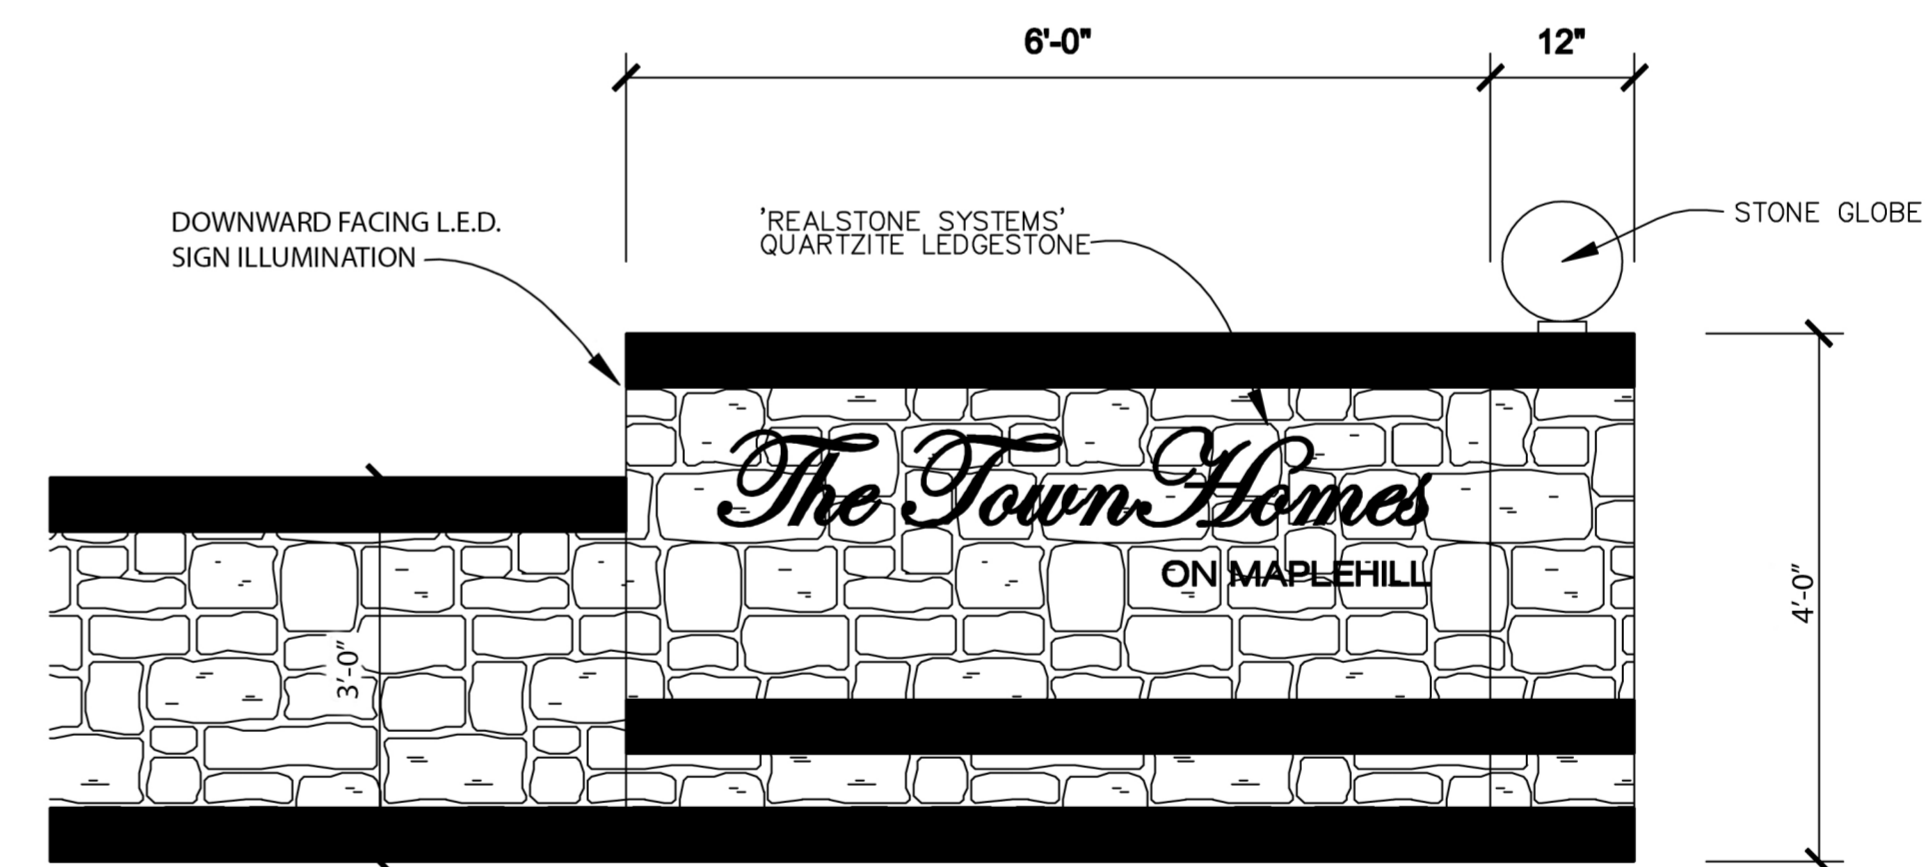 6'-0" 12"
DOWNWARD FACING L.E.D.
SIGN ILLUMINATION
'REALSTONE SYSTEMS'
QUARTZITE LEDGESTONE
STONE GLOBE
The TownHomes
ON MAPLEHILL
4'-0"
3'-0"